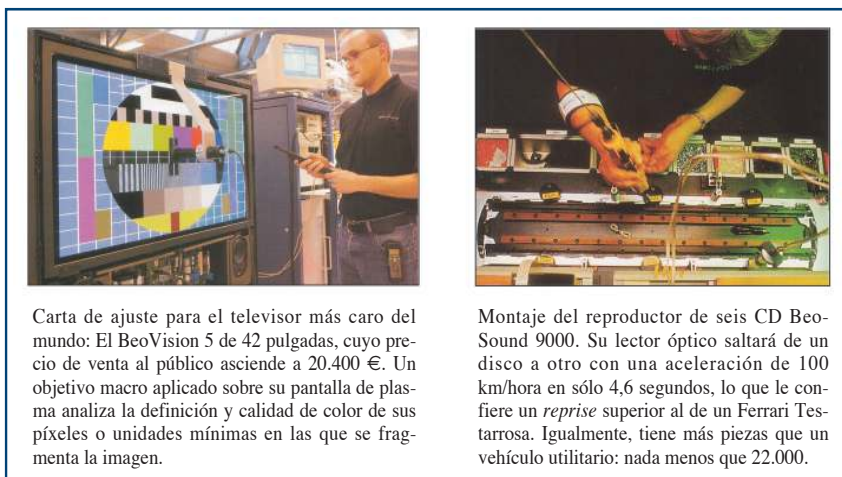 Carta de ajuste para el televisor más caro del
mundo: El BeoVision 5 de 42 pulgadas, cuyo pre-
cio de venta al público asciende a 20.400 €. Un
objetivo macro aplicado sobre su pantalla de plas-
ma analiza la definición y calidad de color de sus
píxeles o unidades mínimas en las que se frag-
menta la imagen.
Montaje del reproductor de seis CD Beo-
Sound 9000. Su lector óptico saltará de un
disco a otro con una aceleración de 100
km/hora en sólo 4,6 segundos, lo que le con-
fiere un reprise superior al de un Ferrari Tes-
tarrosa. Igualmente, tiene más piezas que un
vehículo utilitario: nada menos que 22.000.